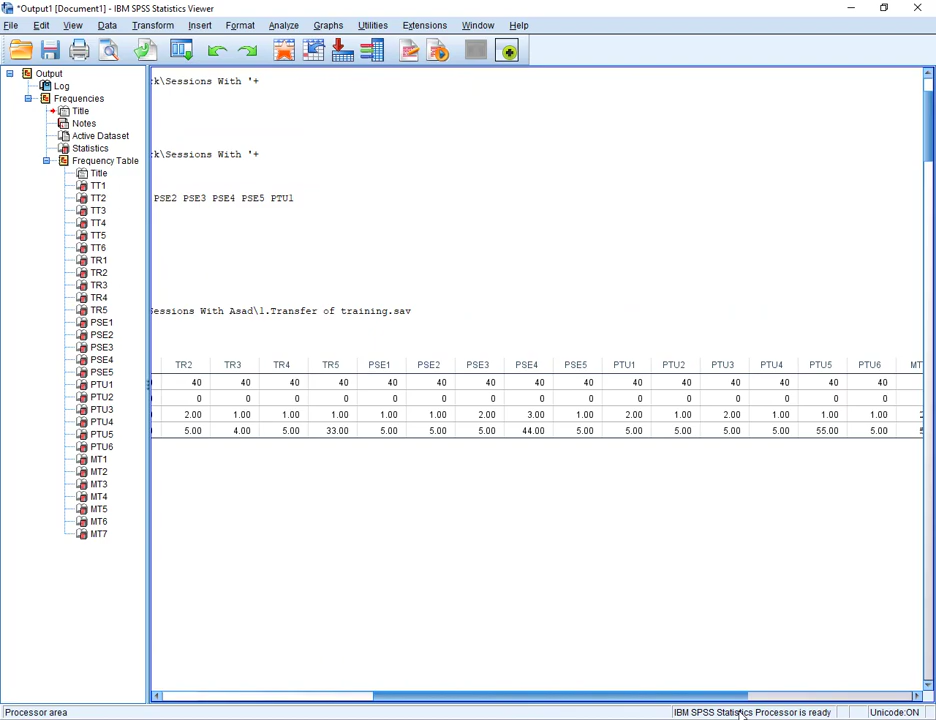 *Output1 [Document1] - IBM SPSS Statistics Viewer
File Edit View Data Transform Insert Format Analyze Graphs Utilities Extensions Window Help
Output
Log
Frequencies
Title
Notes
Active Dataset
Statistics
Frequency Table
Title
TT1
TT2
TT3
TT4
TT5
TT6
TR1
TR2
TR3
TR4
TR5
PSE1
PSE2
PSE3
PSE4
PSE5
PTU1
PTU2
PTU3
PTU4
PTU5
PTU6
MT1
MT2
MT3
MT4
MT5
MT6
MT7
ck\Sessions With '+
ck\Sessions With '+
PSE2 PSE3 PSE4 PSE5 PTU1
Sessions With Asad\1.Transfer of training.sav
TR2 TR3 TR4 TR5 PSE1 PSE2 PSE3 PSE4 PSE5 PTU1 PTU2 PTU3 PTU4 PTU5 PTU6 MT
40 40 40 40 40 40 40 40 40 40 40 40 40 40 40
0 0 0 0 0 0 0 0 0 0 0 0 0 0 0
2.00 1.00 1.00 1.00 1.00 1.00 2.00 3.00 1.00 2.00 1.00 2.00 1.00 1.00 1.00
5.00 4.00 5.00 33.00 5.00 5.00 5.00 44.00 5.00 5.00 5.00 5.00 5.00 55.00 5.00
Processor area
IBM SPSS Statistics Processor is ready
Unicode:ON